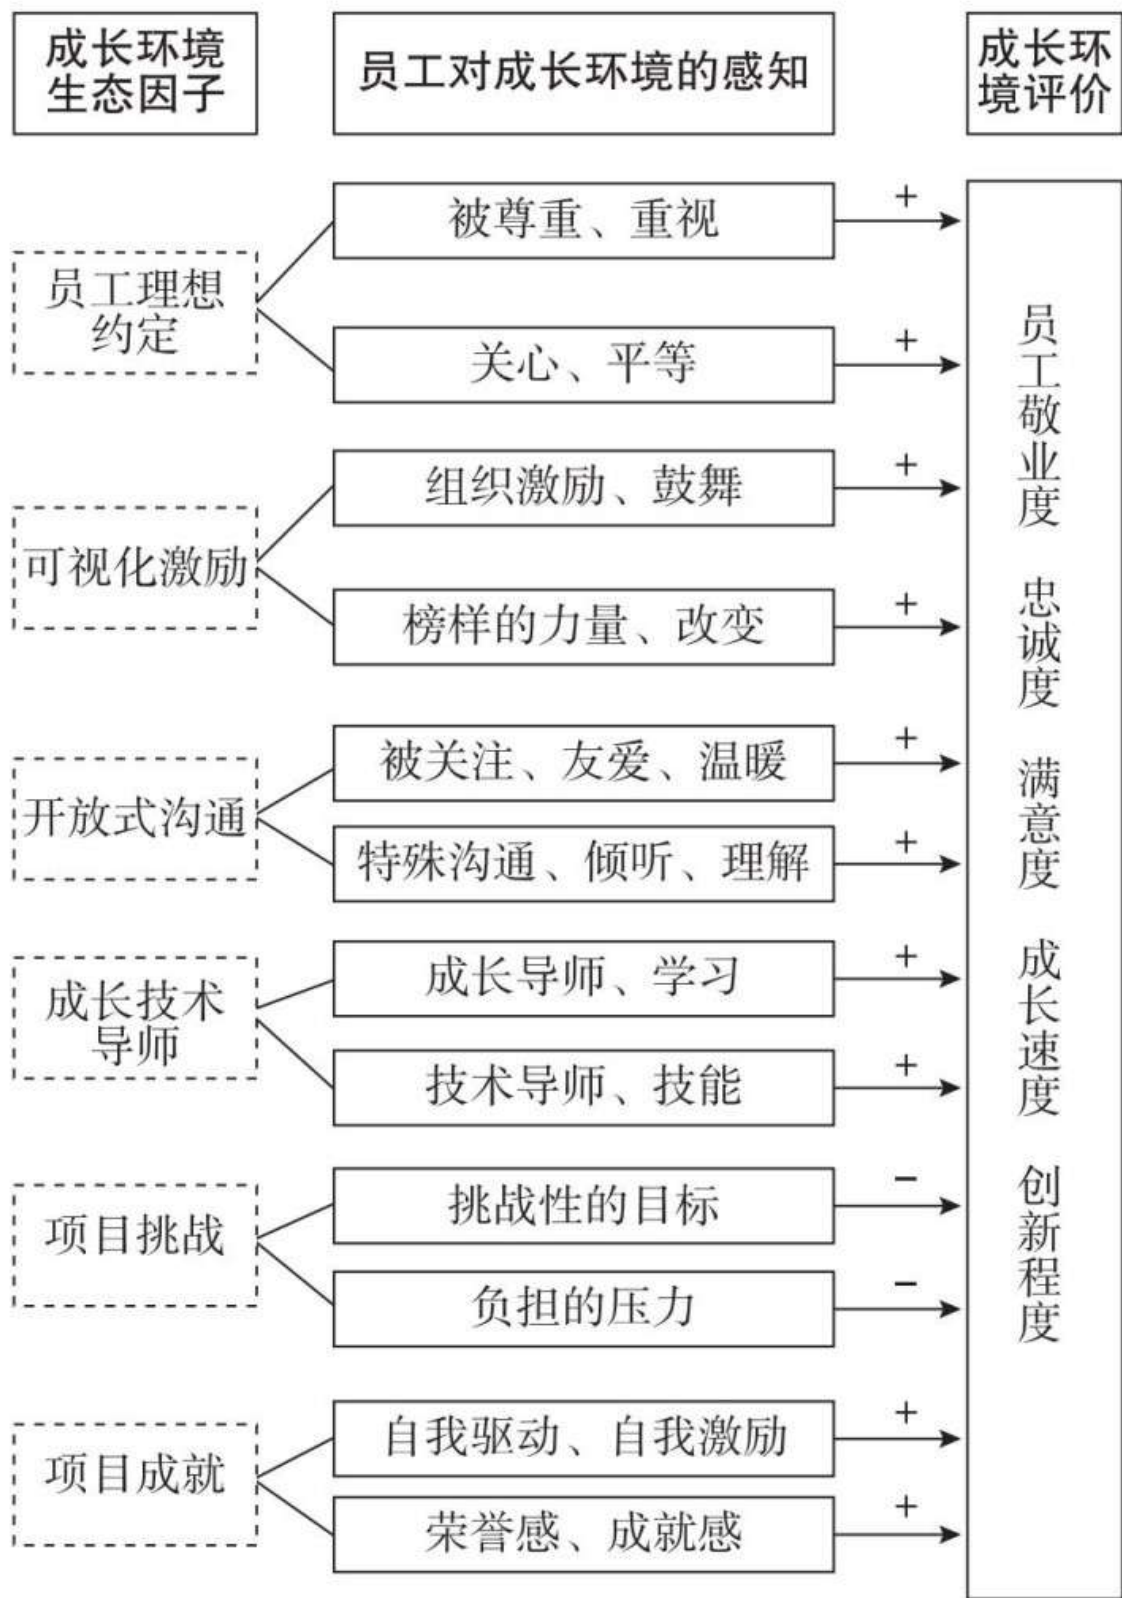 成长环境
生态因子
员工对成长环境的感知
成长环
境评价
员工理想
约定
被尊重、重视
+
关心、平等
+
可视化激励
组织激励、鼓舞
+
榜样的力量、改变
+
开放式沟通
被关注、友爱、温暖
+
特殊沟通、倾听、理解
+
成长技术
导师
成长导师、学习
+
技术导师、技能
+
项目挑战
挑战性的目标
−
负担的压力
−
项目成就
自我驱动、自我激励
+
荣誉感、成就感
+
员工敬业度 忠诚度 满意度 成长速度 创新程度